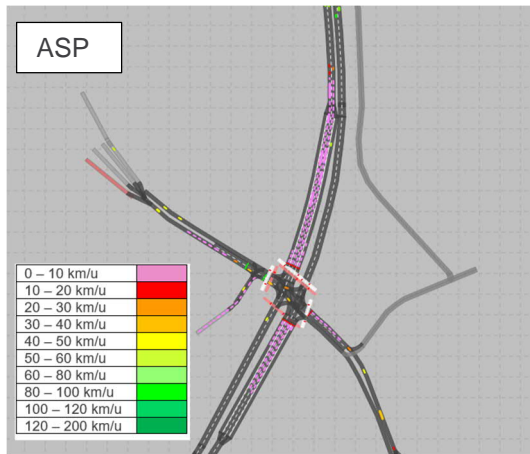 ASP
0 – 10 km/u
10 – 20 km/u
20 – 30 km/u
30 – 40 km/u
40 – 50 km/u
50 – 60 km/u
60 – 80 km/u
80 – 100 km/u
100 – 120 km/u
120 – 200 km/u